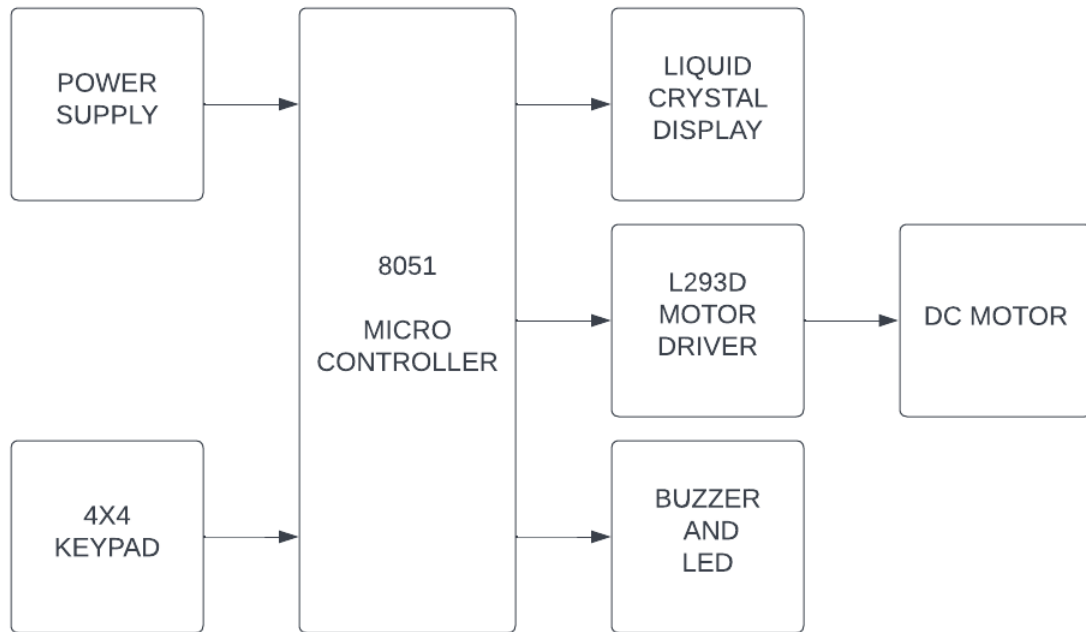 POWER
SUPPLY
8051
MICRO
CONTROLLER
4X4
KEYPAD
LIQUID
CRYSTAL
DISPLAY
L293D
MOTOR
DRIVER
DC MOTOR
BUZZER
AND
LED